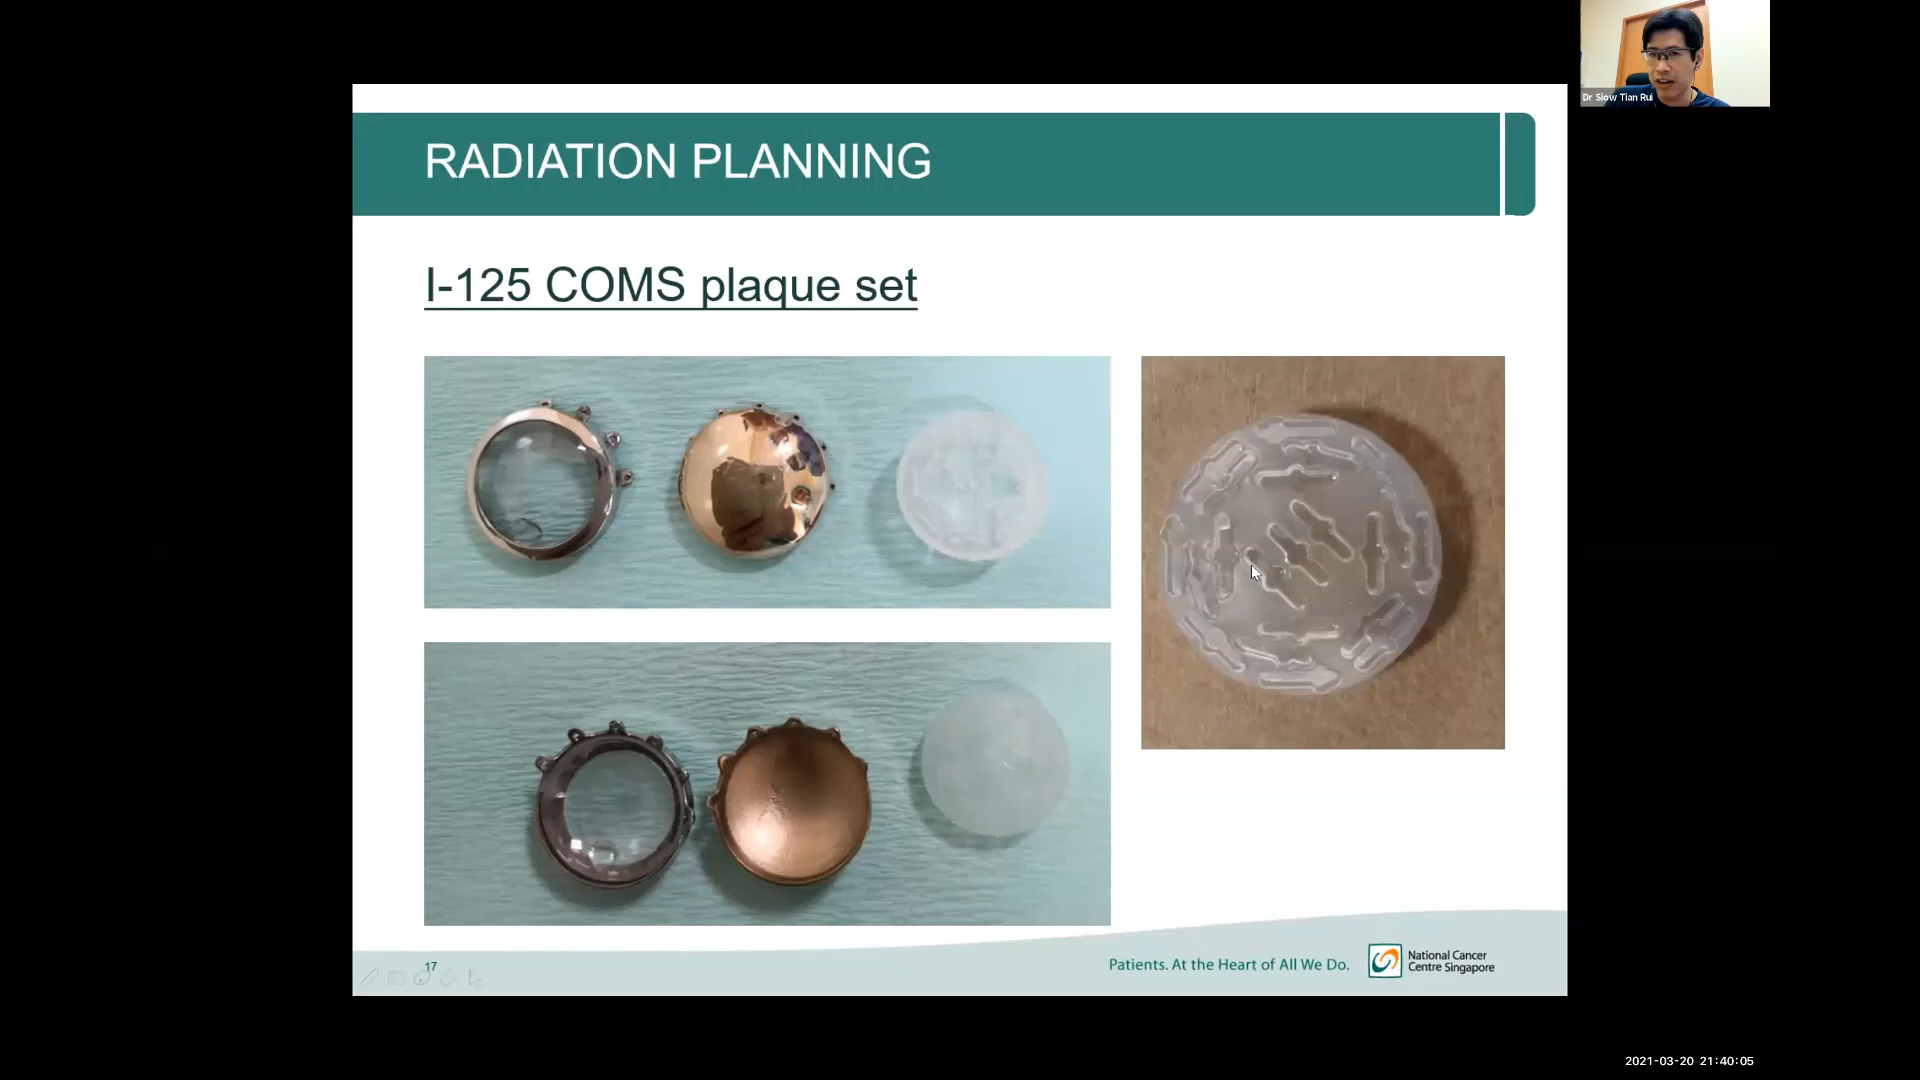 Dr Siow Tian Rui
RADIATION PLANNING
I-125 COMS plaque set
17
Patients. At the Heart of All We Do.
National Cancer
Centre Singapore
2021-03-20 21:40:05